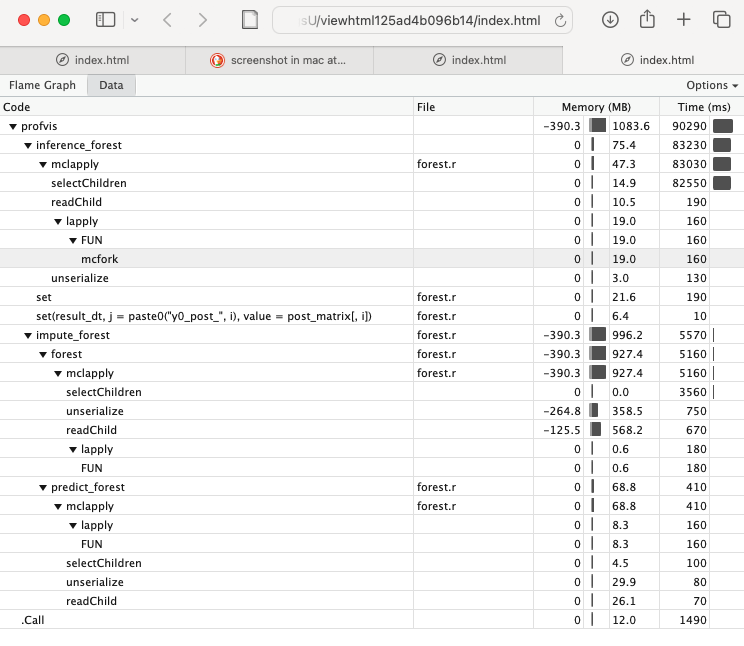 sU/viewhtml125ad4b096b14/index.html
index.html
screenshot in mac at...
index.html
index.html
Flame Graph Data Options
Code File Memory (MB) Time (ms)
profvis −390.3 1083.6 90290
inference_forest 0 75.4 83230
mclapply forest.r 0 47.3 83030
selectChildren 0 14.9 82550
readChild 0 10.5 190
lapply 0 19.0 160
FUN 0 19.0 160
mcfork 0 19.0 160
unserialize 0 3.0 130
set forest.r 0 21.6 190
set(result_dt, j = paste0("y0_post_", i), value = post_matrix[, i]) forest.r 0 6.4 10
impute_forest forest.r −390.3 996.2 5570
forest forest.r −390.3 927.4 5160
mclapply forest.r −390.3 927.4 5160
selectChildren 0 0.0 3560
unserialize −264.8 358.5 750
readChild −125.5 568.2 670
lapply 0 0.6 180
FUN 0 0.6 180
predict_forest forest.r 0 68.8 410
mclapply forest.r 0 68.8 410
lapply 0 8.3 160
FUN 0 8.3 160
selectChildren 0 4.5 100
unserialize 0 29.9 80
readChild 0 26.1 70
.Call 0 12.0 1490